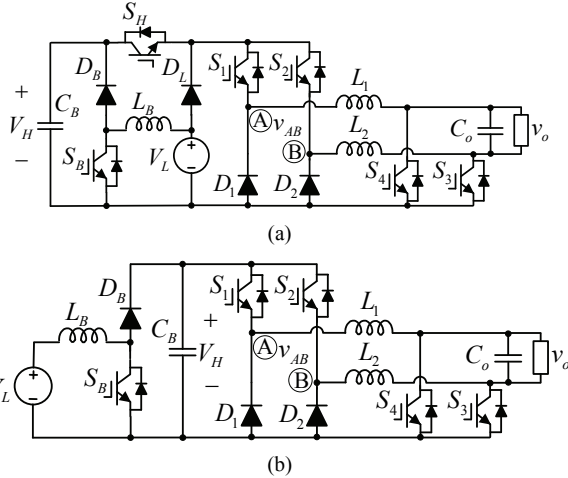 S_H
D_B
D_L
S_1
S_2
L_1
+
V_H
−
C_B
L_B
S_B
V_L
+
−
A
v_AB
B
L_2
C_o
v_o
D_1
D_2
S_4
S_3
(a)
D_B
S_1
S_2
L_1
L_B
C_B
+
V_H
−
A
v_AB
B
L_2
C_o
v_o
V_L
+
−
S_B
D_1
D_2
S_4
S_3
(b)